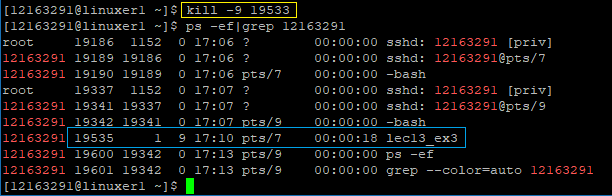 [12163291@linuxer1 ~]$ kill -9 19533
[12163291@linuxer1 ~]$ ps -ef|grep 12163291
root     19186  1152  0 17:06 ?        00:00:00 sshd: 12163291 [priv]
12163291 19189 19186  0 17:06 ?        00:00:00 sshd: 12163291@pts/7
12163291 19190 19189  0 17:06 pts/7    00:00:00 -bash
root     19337  1152  0 17:07 ?        00:00:00 sshd: 12163291 [priv]
12163291 19341 19337  0 17:07 ?        00:00:00 sshd: 12163291@pts/9
12163291 19342 19341  0 17:07 pts/9    00:00:00 -bash
12163291 19535     1  9 17:10 pts/7    00:00:18 lec13_ex3
12163291 19600 19342  0 17:13 pts/9    00:00:00 ps -ef
12163291 19601 19342  0 17:13 pts/9    00:00:00 grep --color=auto 12163291
[12163291@linuxer1 ~]$